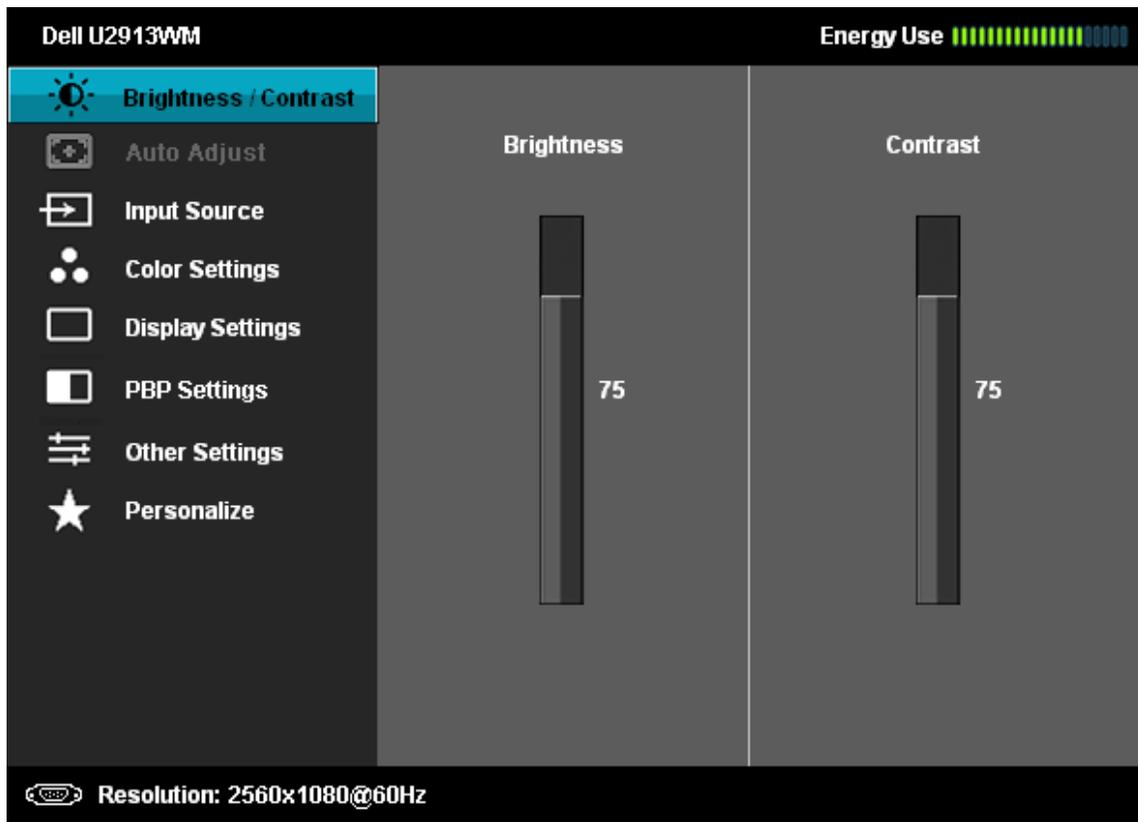 Dell U2913WM
Energy Use
Brightness / Contrast
Auto Adjust
Input Source
Color Settings
Display Settings
PBP Settings
Other Settings
Personalize
Brightness
75
Contrast
75
Resolution: 2560x1080@60Hz